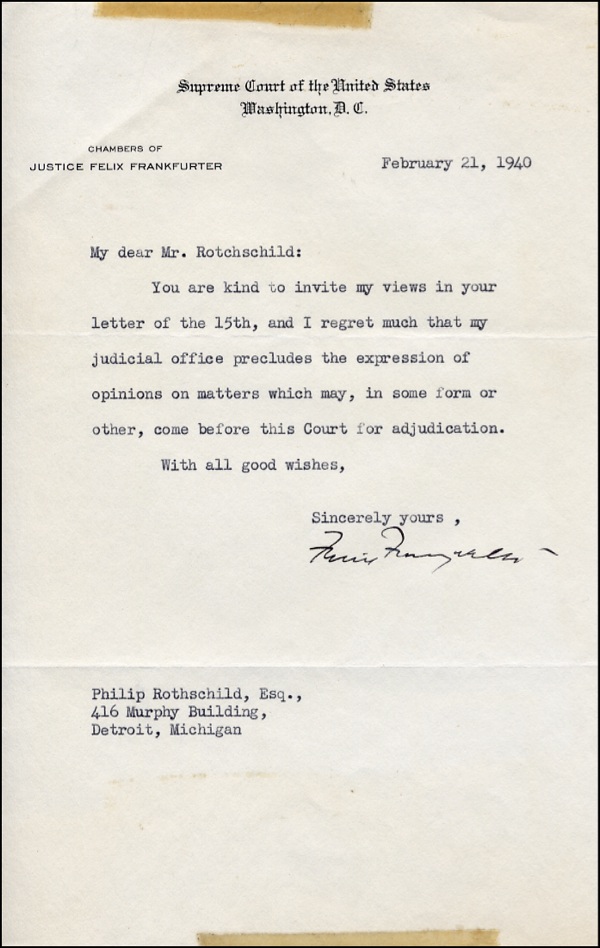 Supreme Court of the United States
Washington, D. C.
CHAMBERS OF
JUSTICE FELIX FRANKFURTER
February 21, 1940
My dear Mr. Rotchschild:
You are kind to invite my views in your
letter of the 15th, and I regret much that my
judicial office precludes the expression of
opinions on matters which may, in some form or
other, come before this Court for adjudication.
With all good wishes,
Sincerely yours ,
Felix Frankfurter
Philip Rothschild, Esq.,
416 Murphy Building,
Detroit, Michigan